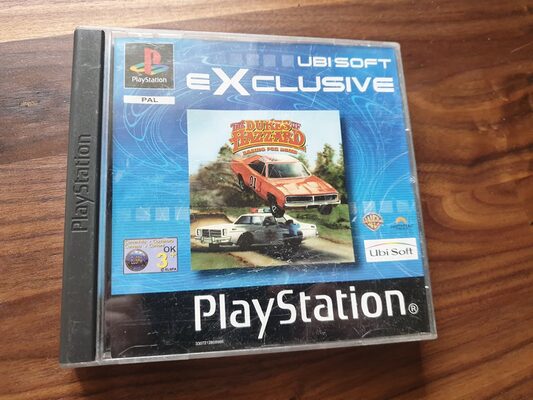 PlayStation
PAL
UBI SOFT
eXCLUSIVE
THE DUKES OF
HAZZARD
RACING FOR HOME
01
OK
3+
ELSPA
Ubi Soft
PlayStation®
PlayStation